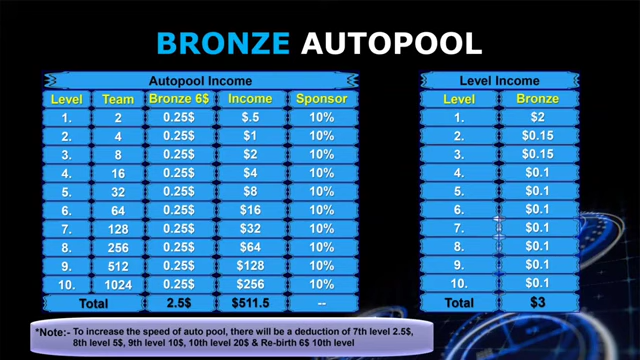 BRONZE AUTOPOOL
Autopool Income
Level Team Bronze 6$ Income Sponsor
1. 2 0.25$ $.5 10%
2. 4 0.25$ $1 10%
3. 8 0.25$ $2 10%
4. 16 0.25$ $4 10%
5. 32 0.25$ $8 10%
6. 64 0.25$ $16 10%
7. 128 0.25$ $32 10%
8. 256 0.25$ $64 10%
9. 512 0.25$ $128 10%
10. 1024 0.25$ $256 10%
Total 2.5$ $511.5 --
Level Income
Level Bronze
1. $2
2. $0.15
3. $0.15
4. $0.1
5. $0.1
6. $0.1
7. $0.1
8. $0.1
9. $0.1
10. $0.1
Total $3
*Note:- To increase the speed of auto pool, there will be a deduction of 7th level 2.5$,
8th level 5$, 9th level 10$, 10th level 20$ & Re-birth 6$ 10th level